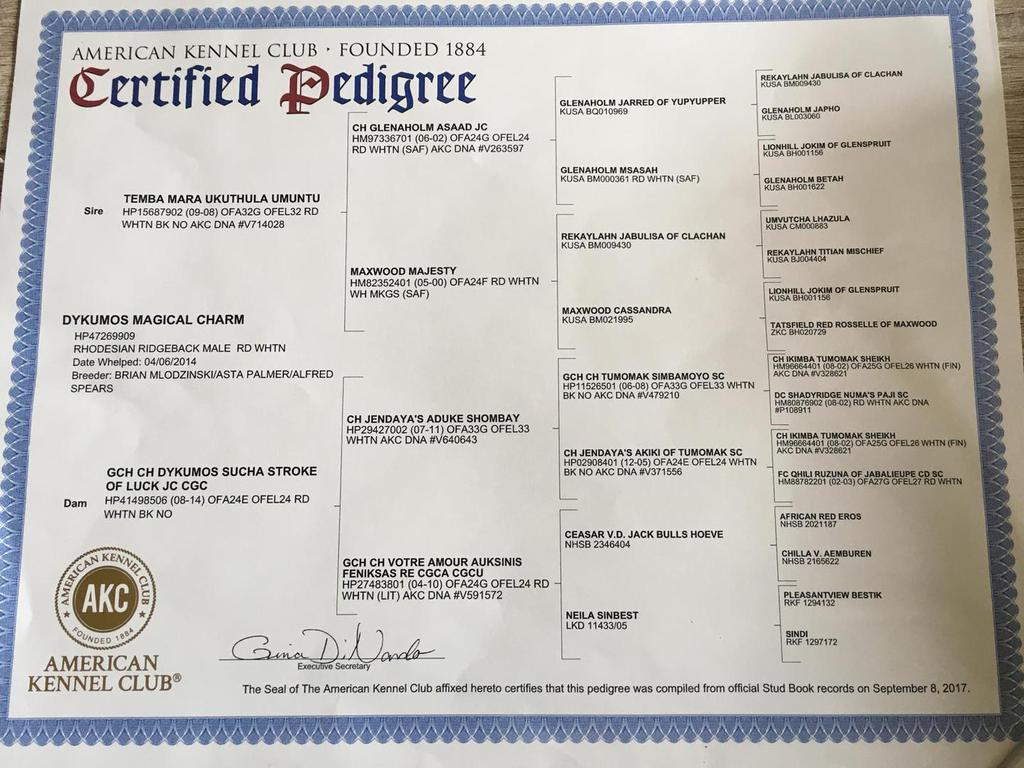 AMERICAN KENNEL CLUB · FOUNDED 1884
Certified Pedigree
Sire
TEMBA MARA UKUTHULA UMUNTU
HP15687902 (09-08) OFA32G OFEL32 RD
WHTN BK NO AKC DNA #V714028
DYKUMOS MAGICAL CHARM
HP47269909
RHODESIAN RIDGEBACK MALE RD WHTN
Date Whelped: 04/06/2014
Breeder: BRIAN MLODZINSKI/ASTA PALMER/ALFRED
SPEARS
Dam
GCH CH DYKUMOS SUCHA STROKE
OF LUCK JC CGC
HP41498506 (08-14) OFA24E OFEL24 RD
WHTN BK NO
CH GLENAHOLM ASAAD JC
HM97336701 (06-02) OFA24G OFEL24
RD WHTN (SAF) AKC DNA #V263597
MAXWOOD MAJESTY
HM82352401 (05-00) OFA24F RD WHTN
WH MKGS (SAF)
CH JENDAYA'S ADUKE SHOMBAY
HP29427002 (07-11) OFA33G OFEL33
WHTN AKC DNA #V640643
GCH CH VOTRE AMOUR AUKSINIS
FENIKSAS RE CGCA CGCU
HP27483801 (04-10) OFA24G OFEL24 RD
WHTN (LIT) AKC DNA #V591572
GLENAHOLM JARRED OF YUPYUPPER
KUSA BQ010969
GLENAHOLM MSASAH
KUSA BM000361 RD WHTN (SAF)
REKAYLAHN JABULISA OF CLACHAN
KUSA BM009430
MAXWOOD CASSANDRA
KUSA BM021995
GCH CH TUMOMAK SIMBAMOYO SC
HP11526501 (06-08) OFA33G OFEL33 WHTN
BK NO AKC DNA #V479210
CH JENDAYA'S AKIKI OF TUMOMAK SC
HP02908401 (12-05) OFA24E OFEL24 WHTN
BK NO AKC DNA #V371556
CEASAR V.D. JACK BULLS HOEVE
NHSB 2346404
NEILA SINBEST
LKD 11433/05
REKAYLAHN JABULISA OF CLACHAN
KUSA BM009430
GLENAHOLM JAPHO
KUSA BL003060
LIONHILL JOKIM OF GLENSPRUIT
KUSA BH001156
GLENAHOLM BETAH
KUSA BH001622
UMVUTCHA LHAZULA
KUSA CM000883
REKAYLAHN TITIAN MISCHIEF
KUSA BJ004404
LIONHILL JOKIM OF GLENSPRUIT
KUSA BH001156
TATSFIELD RED ROSSELLE OF MAXWOOD
ZKC BH020729
CH IKIMBA TUMOMAK SHEIKH
HM96664401 (08-02) OFA25G OFEL26 WHTN (FIN)
AKC DNA #V328621
DC SHADYRIDGE NUMA'S PAJI SC
HM80876902 (08-02) RD WHTN AKC DNA
#P108911
CH IKIMBA TUMOMAK SHEIKH
HM96664401 (08-02) OFA25G OFEL26 WHTN (FIN)
AKC DNA #V328621
FC QHILI RUZUNA OF JABALIEUPE CD SC
HM88782201 (02-03) OFA27G OFEL27 RD WHTN
AFRICAN RED EROS
NHSB 2021187
CHILLA V. AEMBUREN
NHSB 2165622
PLEASANTVIEW BESTIK
RKF 1294132
SINDI
RKF 1297172
AMERICAN KENNEL CLUB
AKC
FOUNDED 1884
AMERICAN
KENNEL CLUB®
Gina DiNardo
Executive Secretary
The Seal of The American Kennel Club affixed hereto certifies that this pedigree was compiled from official Stud Book records on September 8, 2017.